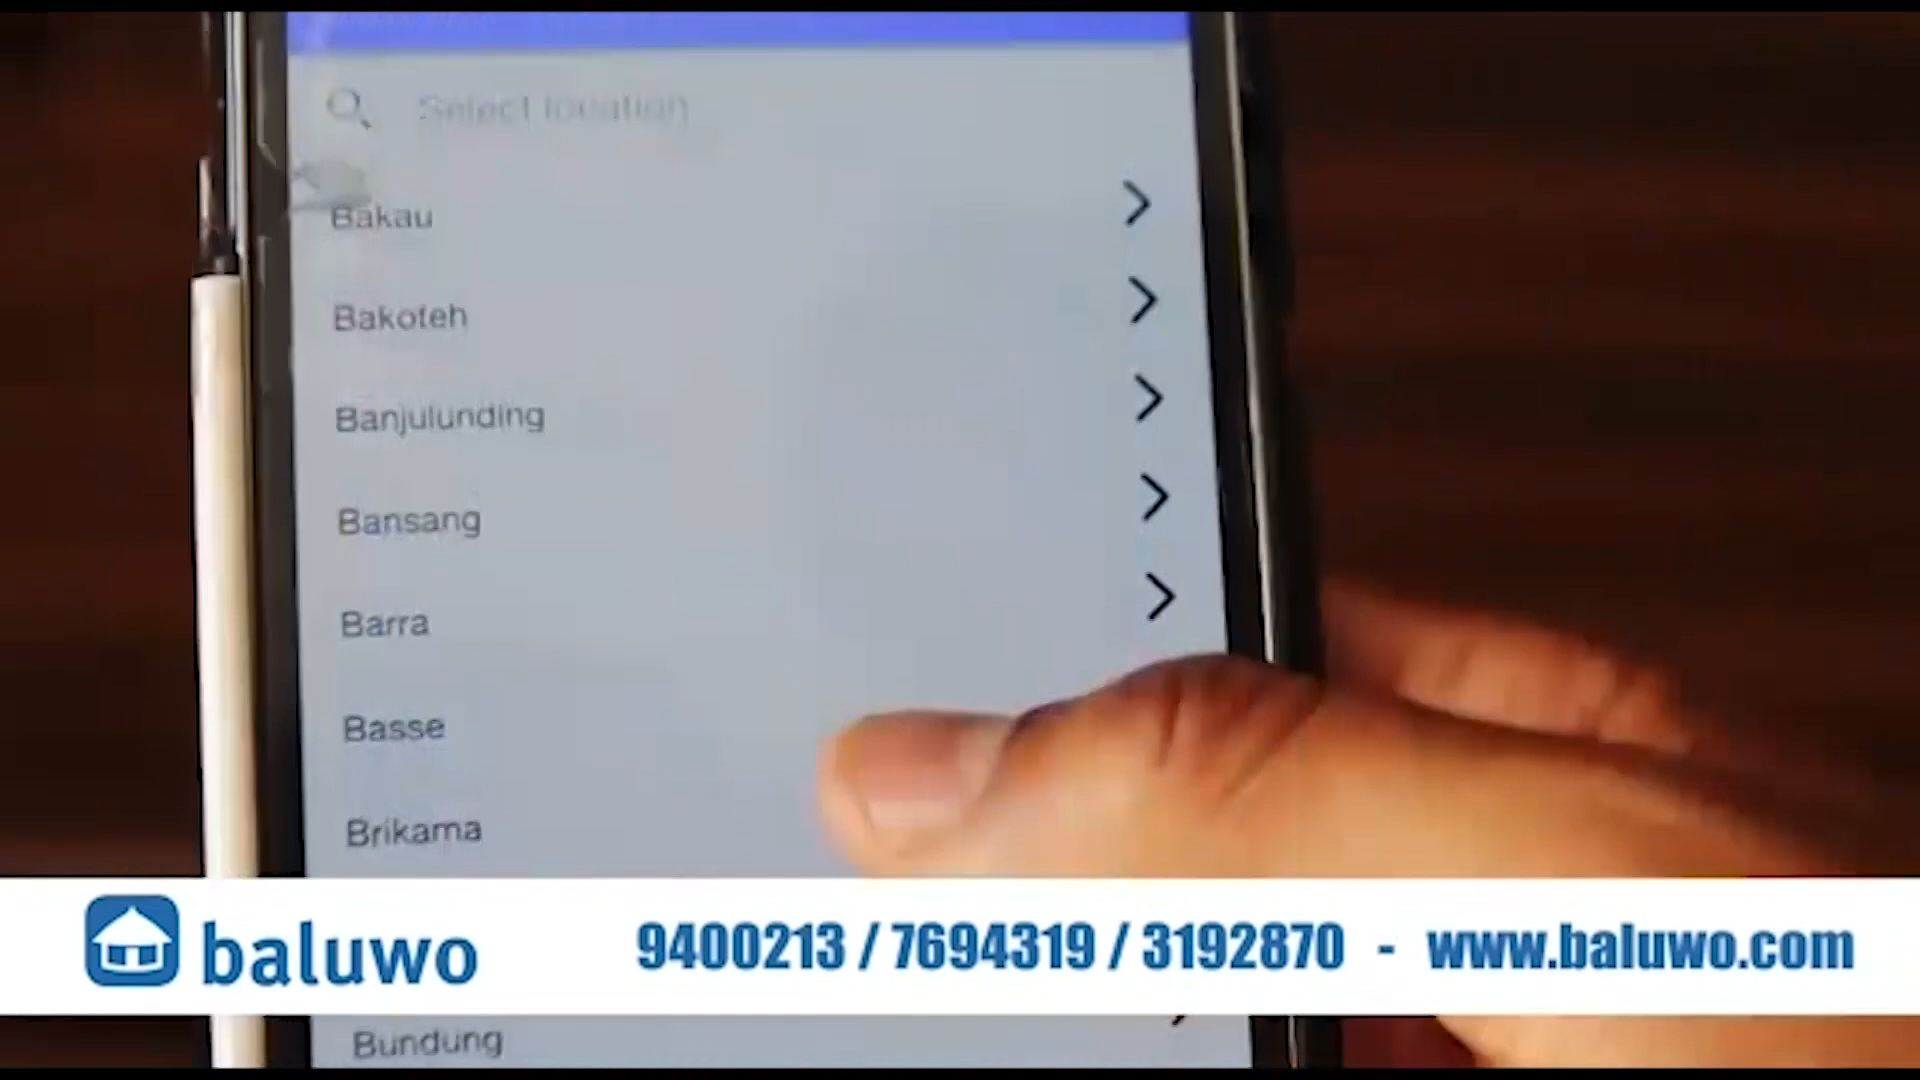 Select location
Bakau
Bakoteh
Banjulunding
Bansang
Barra
Basse
Brikama
baluwo 9400213 / 7694319 / 3192870 - www.baluwo.com
Bundung